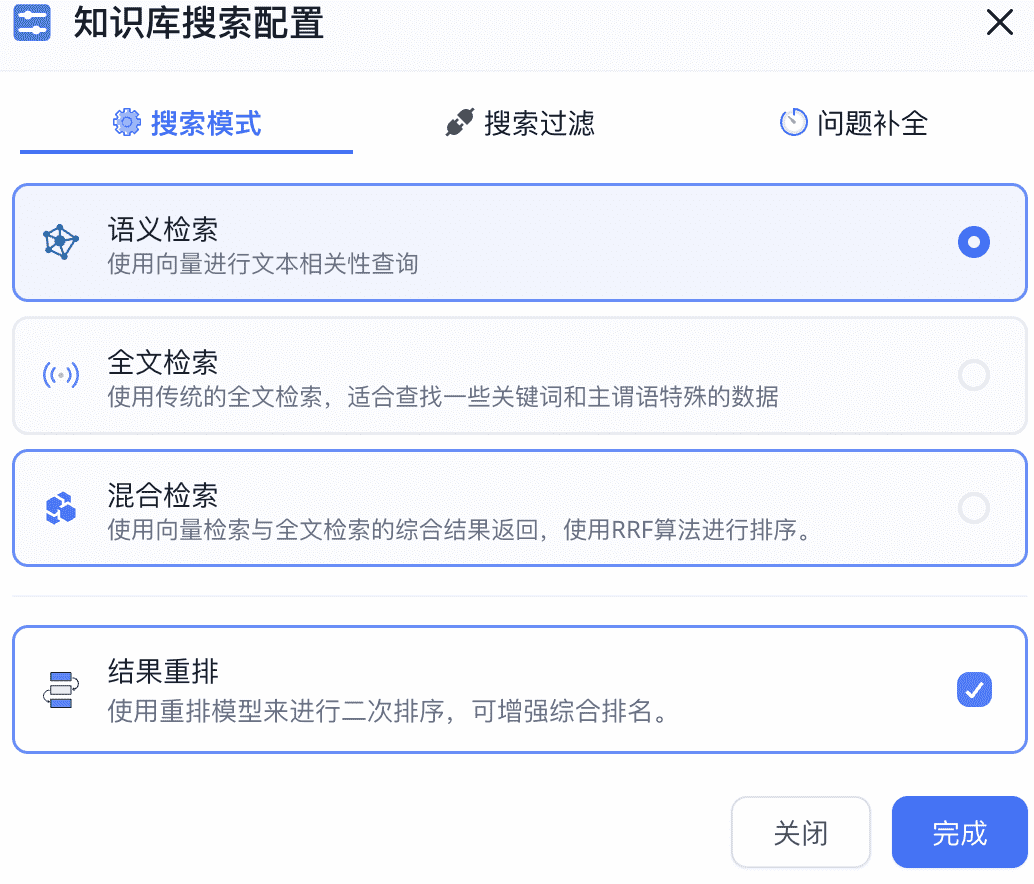 知识库搜索配置
搜索模式
搜索过滤
问题补全
语义检索
使用向量进行文本相关性查询
全文检索
使用传统的全文检索，适合查找一些关键词和主谓语特殊的数据
混合检索
使用向量检索与全文检索的综合结果返回，使用RRF算法进行排序。
结果重排
使用重排模型来进行二次排序，可增强综合排名。
关闭
完成